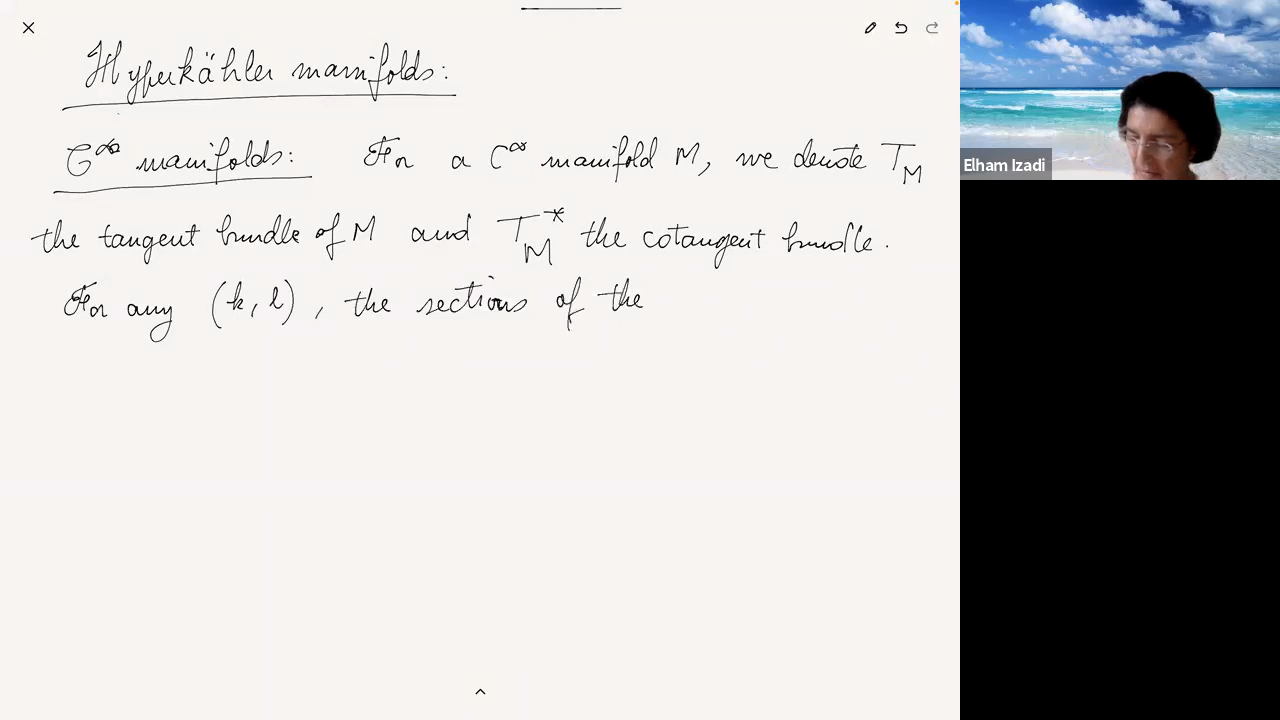 Hyperkähler manifolds:
C^∞ manifolds: For a C^∞ manifold M, we denote T_M
the tangent bundle of M and T_M^* the cotangent bundle.
For any (k, l), the sections of the
Elham Izadi